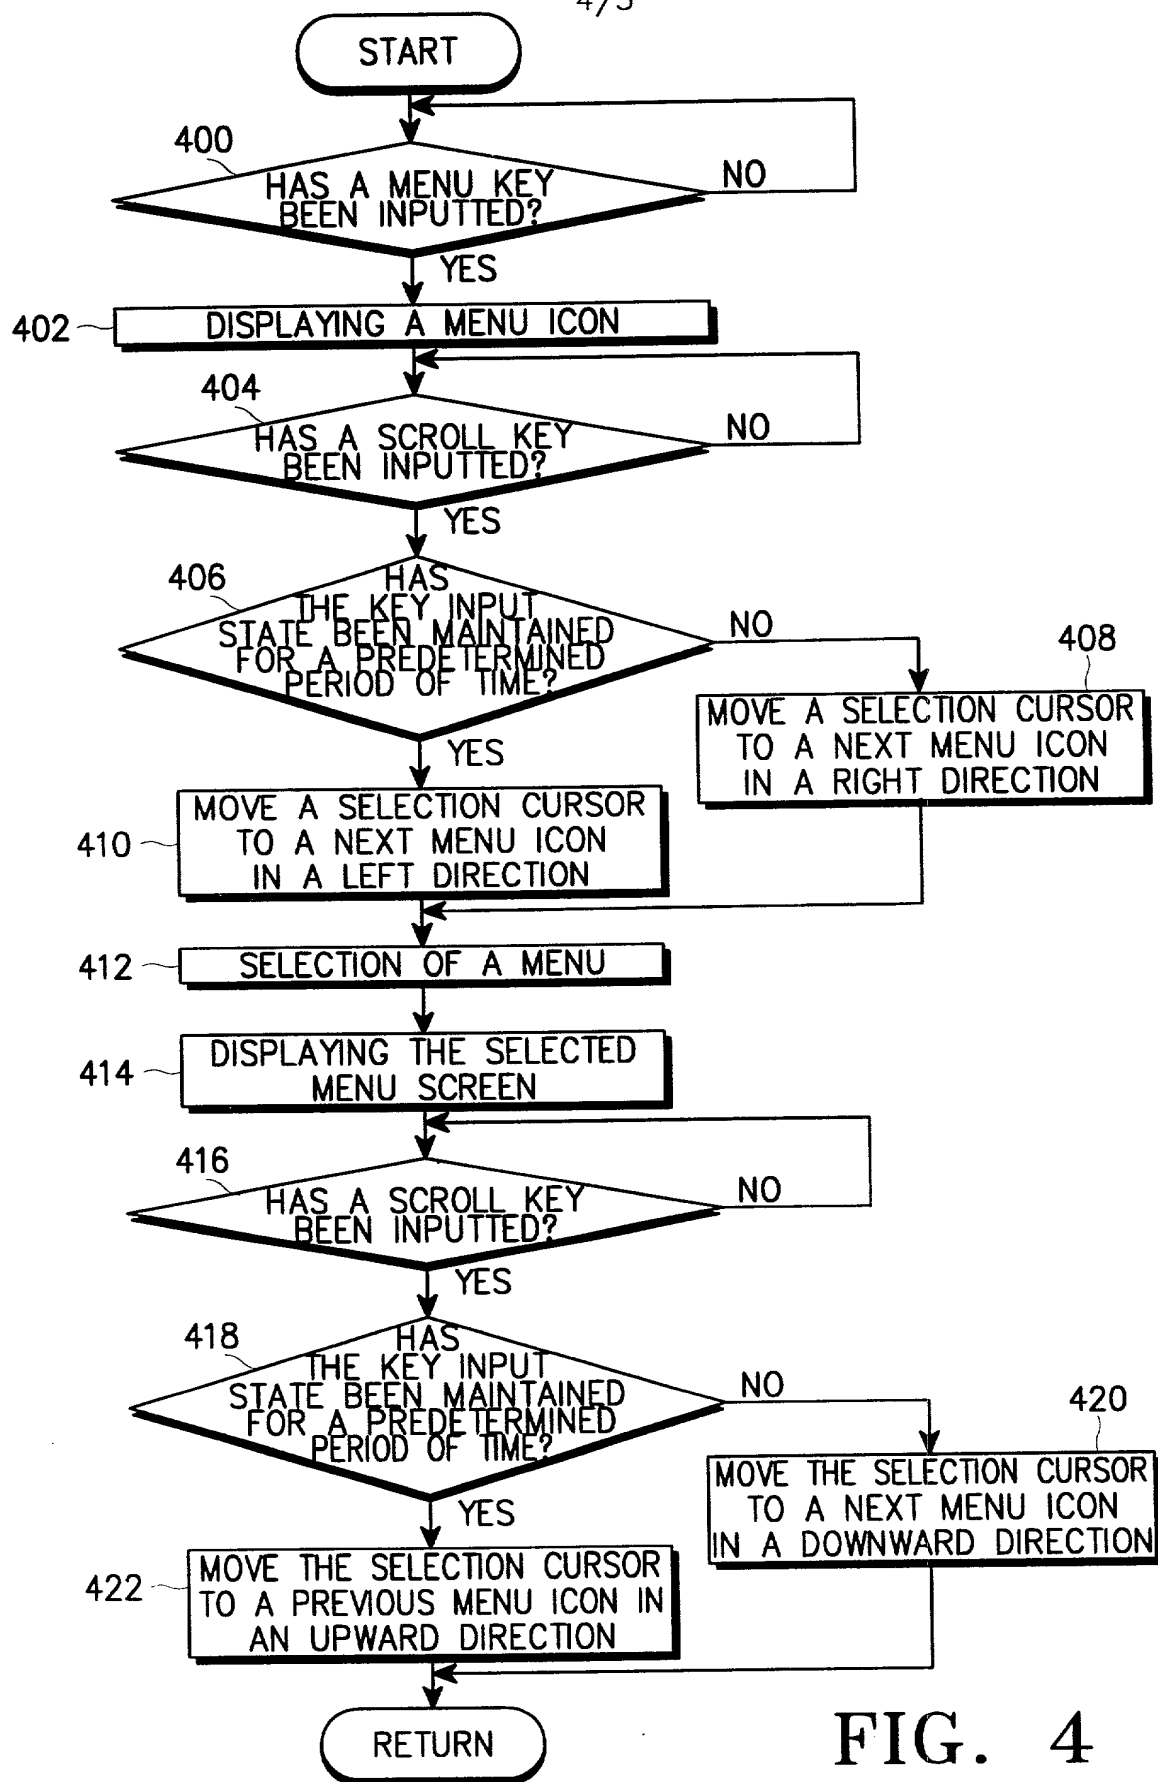 4/5
START
400
HAS A MENU KEY
BEEN INPUTTED?
NO
YES
402
DISPLAYING A MENU ICON
404
HAS A SCROLL KEY
BEEN INPUTTED?
NO
YES
406
HAS
THE KEY INPUT
STATE BEEN MAINTAINED
FOR A PREDETERMINED
PERIOD OF TIME?
NO
408
MOVE A SELECTION CURSOR
TO A NEXT MENU ICON
IN A RIGHT DIRECTION
YES
410
MOVE A SELECTION CURSOR
TO A NEXT MENU ICON
IN A LEFT DIRECTION
412
SELECTION OF A MENU
414
DISPLAYING THE SELECTED
MENU SCREEN
416
HAS A SCROLL KEY
BEEN INPUTTED?
NO
YES
418
HAS
THE KEY INPUT
STATE BEEN MAINTAINED
FOR A PREDETERMINED
PERIOD OF TIME?
NO
420
MOVE THE SELECTION CURSOR
TO A NEXT MENU ICON
IN A DOWNWARD DIRECTION
YES
422
MOVE THE SELECTION CURSOR
TO A PREVIOUS MENU ICON IN
AN UPWARD DIRECTION
RETURN
FIG. 4